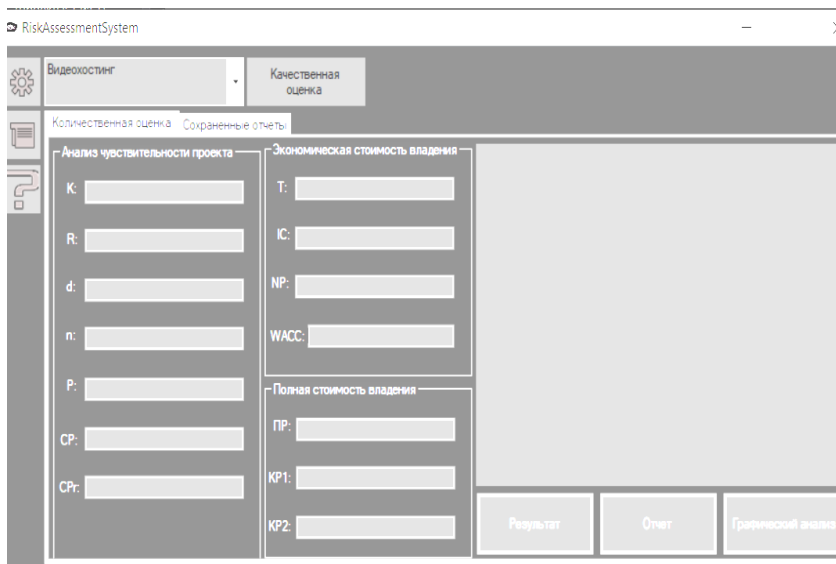 RiskAssessmentSystem
Видеохостинг
Качественная
оценка
Количественная оценка
Сохраненные отчеты
Анализ чувствительности проекта
K:
R:
d:
n:
P:
CP:
CPr:
Экономическая стоимость владения
T:
IC:
NP:
WACC:
Полная стоимость владения
ПР:
КР1:
КР2:
Результат
Отчет
Графический анализ